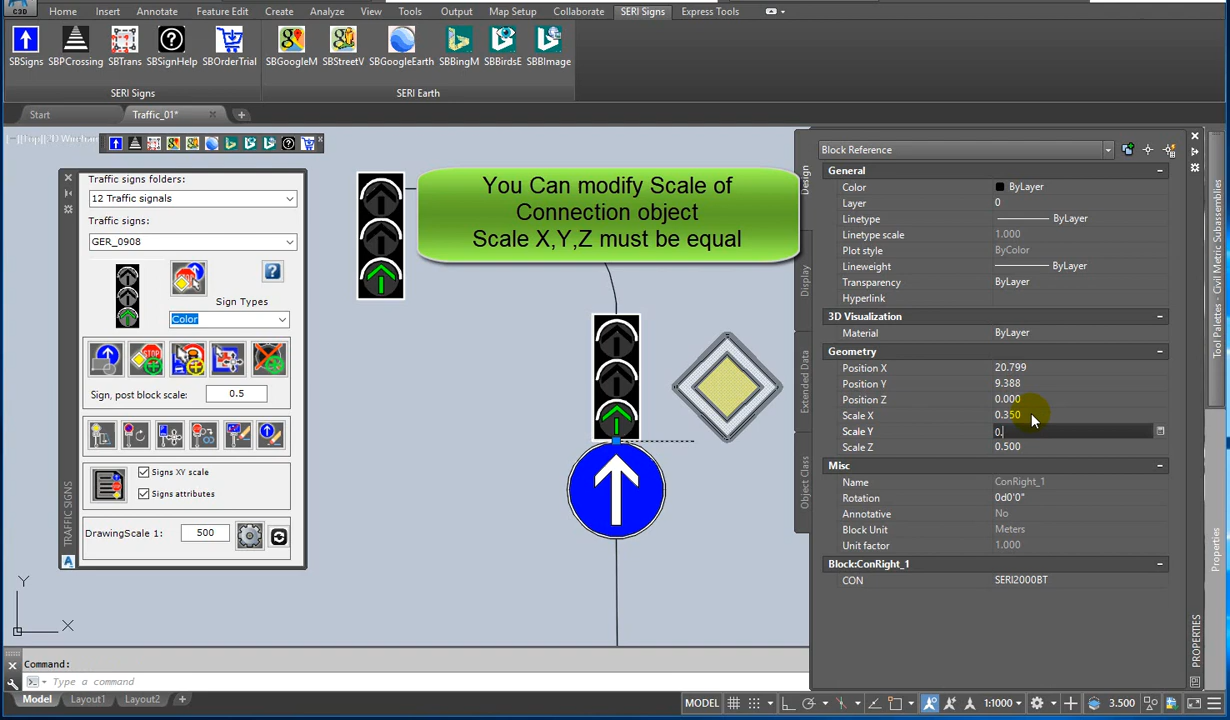 C3D
Home Insert Annotate Feature Edit Create Analyze View Tools Output Map Setup Collaborate SERI Signs Express Tools
SBSigns SBPCrossing SBTrans SBSignHelp SBOrderTrial SBGoogleM SBStreetV SBGoogleEarth SBBingM SBBirdsE SBBImage
SERI Signs SERI Earth
Start Traffic_01*
Traffic signs folders:
12 Traffic signals
Traffic signs:
GER_0908
Sign Types
Color
Sign, post block scale: 0.5
Signs XY scale
Signs attributes
DrawingScale 1: 500
TRAFFIC SIGNS
You Can modify Scale of
Connection object
Scale X,Y,Z must be equal
STOP
Y
X
Block Reference
General
Color ByLayer
Layer 0
Linetype ByLayer
Linetype scale 1.000
Plot style ByColor
Lineweight ByLayer
Transparency ByLayer
Hyperlink
3D Visualization
Material ByLayer
Geometry
Position X 20.799
Position Y 9.388
Position Z 0.000
Scale X 0.350
Scale Y 0.
Scale Z 0.500
Misc
Name ConRight_1
Rotation 0d0'0"
Annotative No
Block Unit Meters
Unit factor 1.000
Block:ConRight_1
CON SERI2000BT
Design
Display
Extended Data
Object Class
PROPERTIES
Tool Palettes - Civil Metric Subassemblies
Properties
Command:
Type a command
Model Layout1 Layout2 +
MODEL 1:1000 3.500